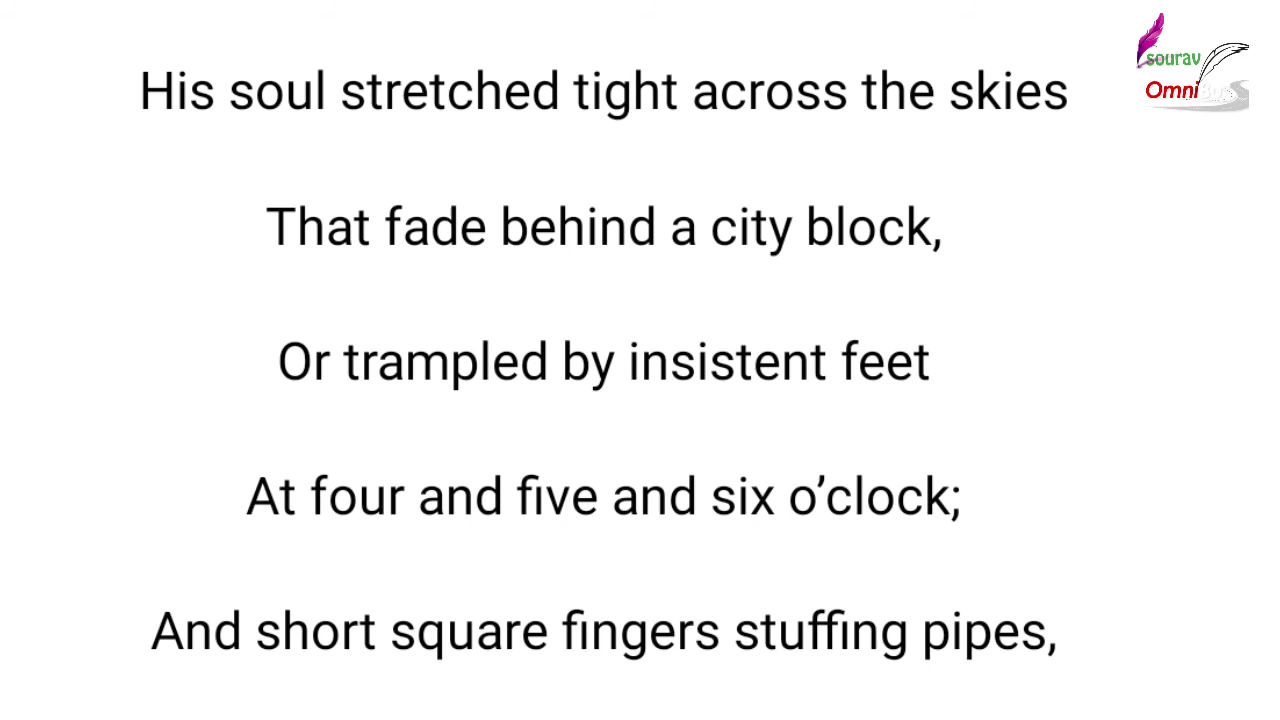 His soul stretched tight across the skies
That fade behind a city block,
Or trampled by insistent feet
At four and five and six o’clock;
And short square fingers stuffing pipes,
sourav
Omni